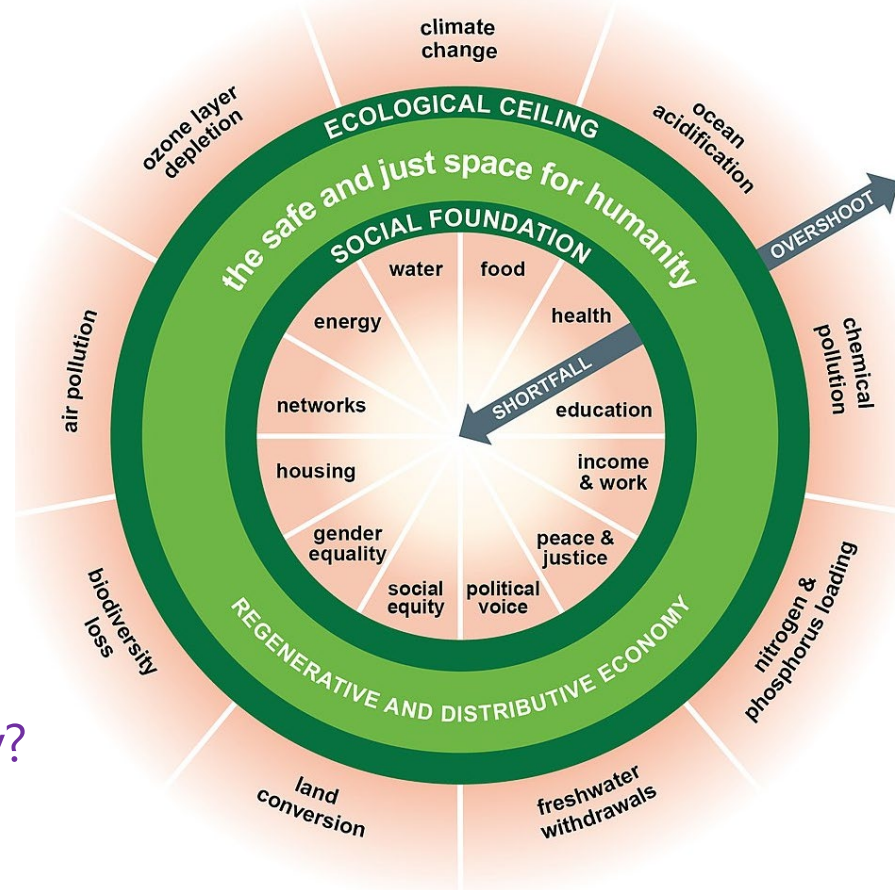 climate
change
ozone layer
depletion
ocean
acidification
ECOLOGICAL CEILING
the safe and just space for humanity
SOCIAL FOUNDATION
OVERSHOOT
water
food
energy
health
SHORTFALL
air pollution
chemical
pollution
networks
education
housing
income
& work
gender
equality
peace &
justice
social
equity
political
voice
biodiversity
loss
nitrogen &
phosphorus loading
REGENERATIVE AND DISTRIBUTIVE ECONOMY
?
land
conversion
freshwater
withdrawals